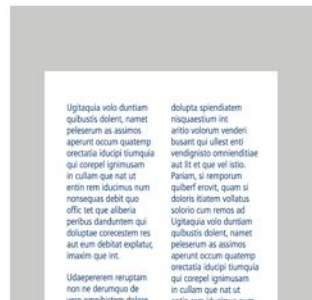 Ugitaquia volo duntiam
quibustis dolent, namet
peleserum as assimos
aperunt occum quatemp
orectatia iducipi tiumquia
qui corepel ignimusam
in cullam que nat ut
entin rem iducimus num
nonsequas debit quo
offic tet que aliberia
peribus danduntem qui
doluptae corecestem res
aut eum debitat explatur,
imaxim que int.
Udaepererem reruptam
non ne derumquo de
dolupta spiendiatem
nisquaestium int
aritio volorum venderi
busant qui ullest enti
vendignisto omnienditiae
aut lit et que vel istio.
Pariam, si remporum
quiberf erovit, quam si
doloris itiatem vollatus
solorio cum remos ad
Ugitaquia volo duntiam
quibustis dolent, namet
peleserum as assimos
aperunt occum quatemp
orectatia iducipi tiumquia
qui corepel ignimusam
in cullam que nat ut